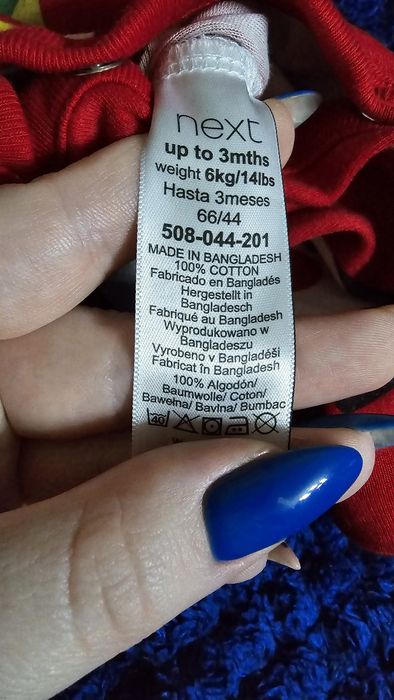 next
up to 3mths
weight 6kg/14lbs
Hasta 3meses
66/44
508-044-201
MADE IN BANGLADESH
100% COTTON
Fabricado en Bangladés
Hergestellt in
Bangladesch
Fabriqué au Bangladesh
Wyprodukowano w
Bangladeszu
Vyrobeno v Bangladéši
Fabricat în Bangladesh
100% Algodón/
Baumwolle/ Coton/
Bawełna/ Bavlna/ Bumbac
40